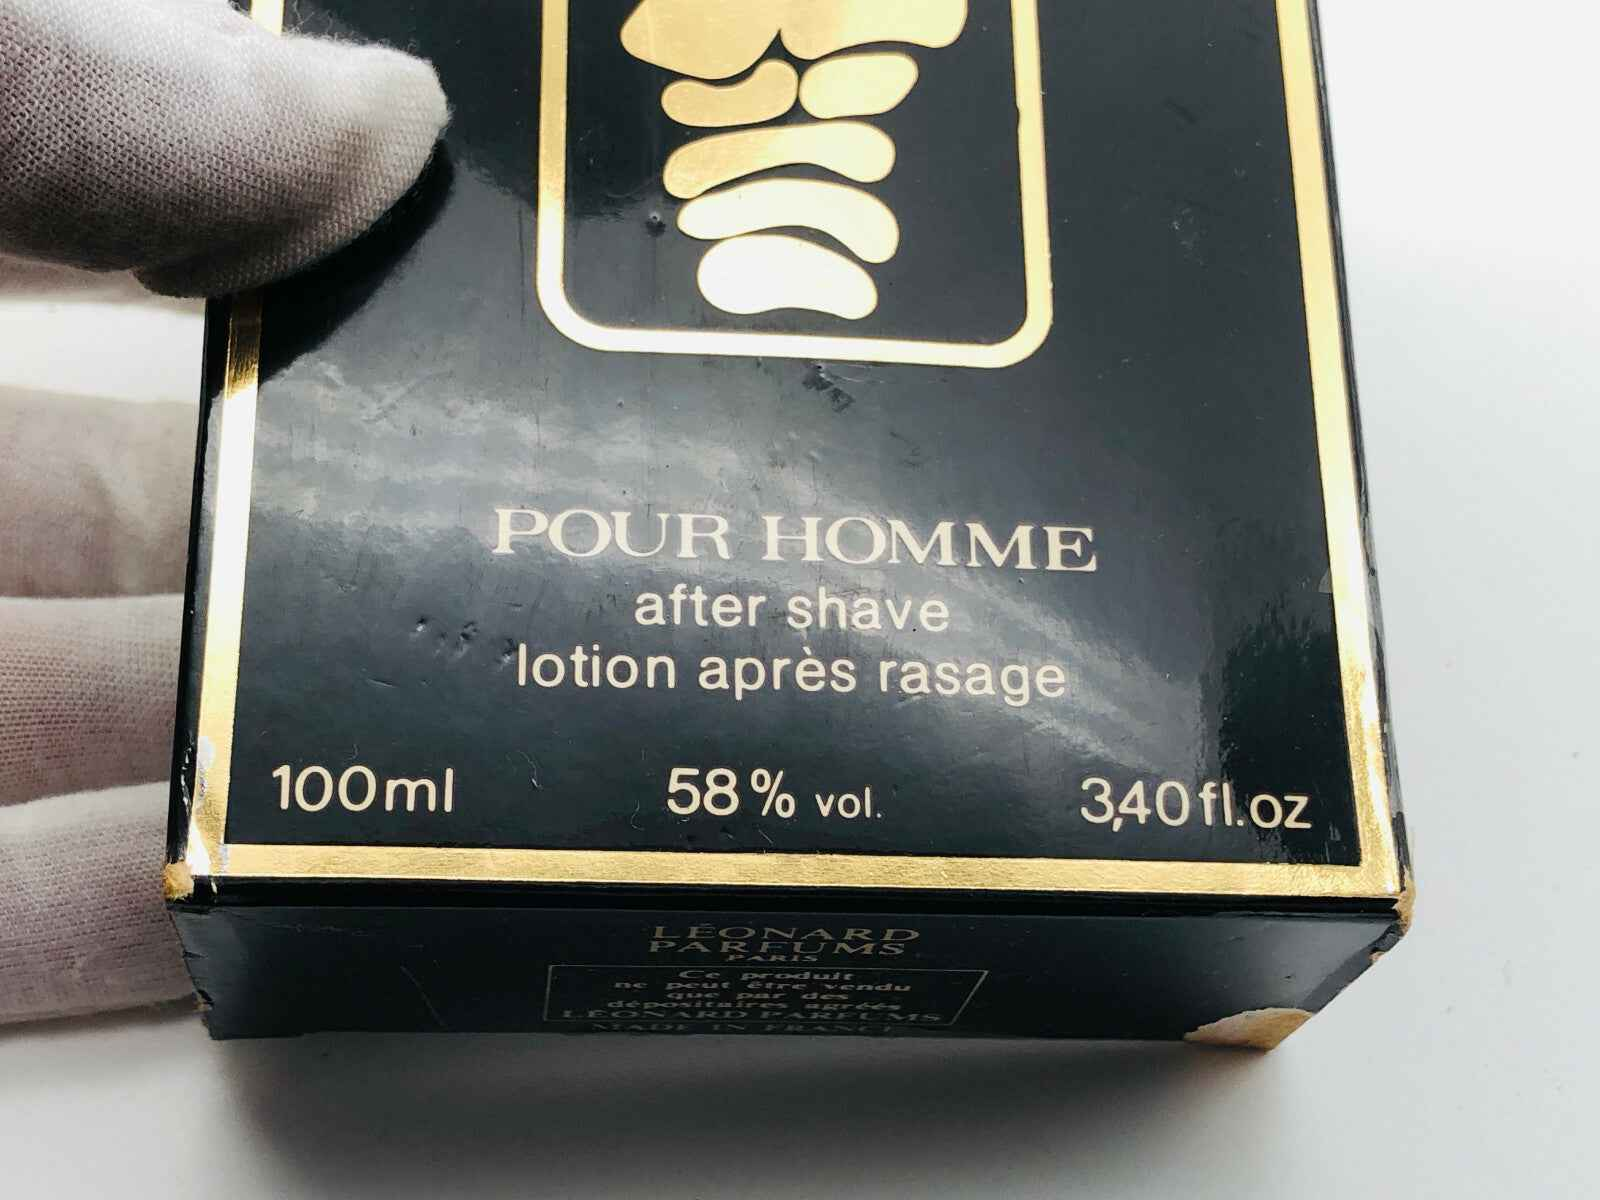 POUR HOMME
after shave
lotion après rasage
100ml 58% vol. 3,40 fl.oz
LÉONARD
PARFUMS
PARIS
Ce produit
ne peut être vendu
que par des
dépositaires agréés
LÉONARD PARFUMS
MADE IN FRANCE